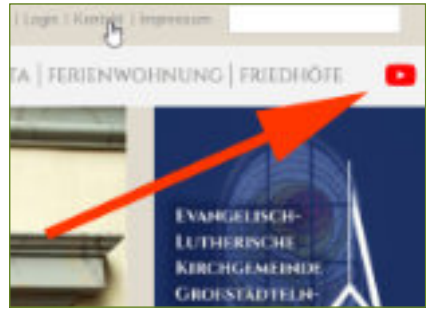 | Login | Kontakt | Impressum
TA | FERIENWOHNUNG | FRIEDHÖFE
EVANGELISCH-
LUTHERISCHE
KIRCHGEMEINDE
GROßSTÄDTELN-